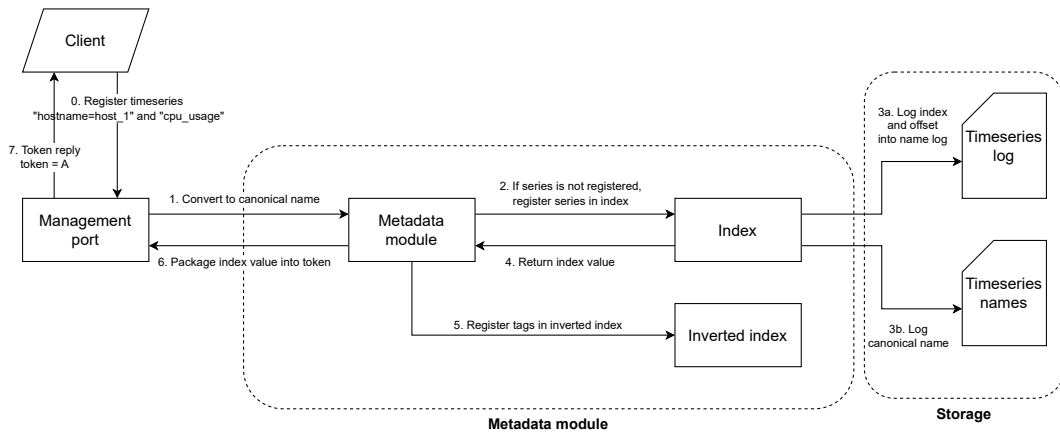 Client
0. Register timeseries
"hostname=host_1" and "cpu_usage"
7. Token reply
token = A
Management
port
1. Convert to canonical name
6. Package index value into token
Metadata
module
2. If series is not registered,
register series in index
4. Return index value
5. Register tags in inverted index
Index
Inverted index
Metadata module
3a. Log index
and offset
into name log
Timeseries
log
3b. Log
canonical name
Timeseries
names
Storage